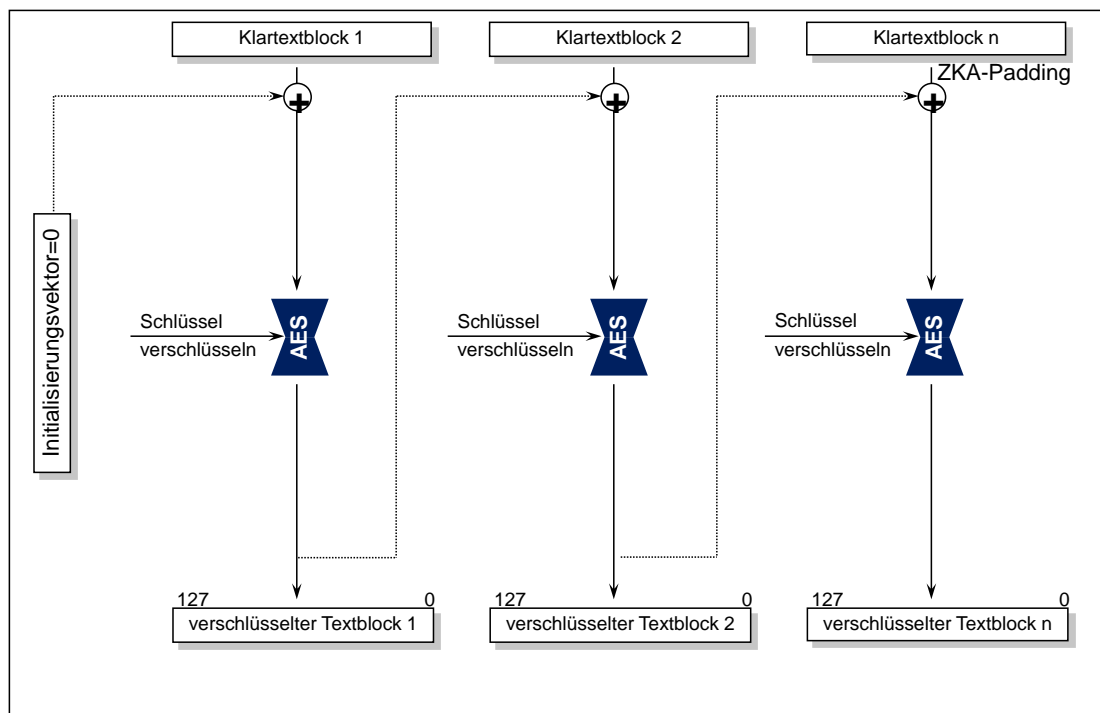 Klartextblock 1
Klartextblock 2
Klartextblock n
ZKA-Padding
Initialisierungsvektor=0
Schlüssel
verschlüsseln
AES
Schlüssel
verschlüsseln
AES
Schlüssel
verschlüsseln
AES
127 0
verschlüsselter Textblock 1
127 0
verschlüsselter Textblock 2
127 0
verschlüsselter Textblock n